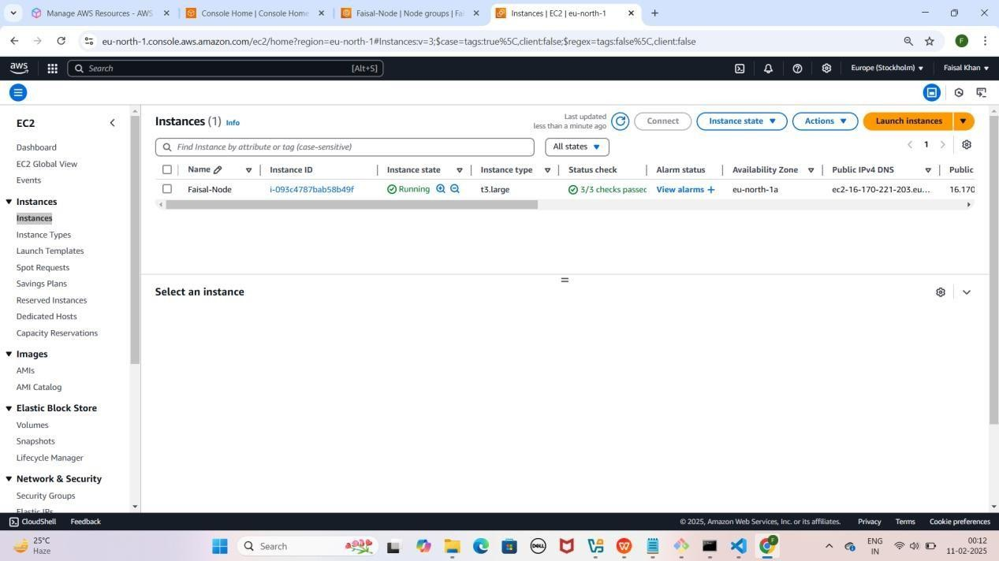 Manage AWS Resources - AWS
Console Home | Console Home
Faisal-Node | Node groups | Fai
Instances | EC2 | eu-north-1
eu-north-1.console.aws.amazon.com/ec2/home?region=eu-north-1#Instances:v=3;$case=tags:true%5C,client:false;$regex=tags:false%5C,client:false
F
aws
Search
[Alt+S]
Europe (Stockholm)
Faisal Khan
EC2
Dashboard
EC2 Global View
Events
Instances
Instances
Instance Types
Launch Templates
Spot Requests
Savings Plans
Reserved Instances
Dedicated Hosts
Capacity Reservations
Images
AMIs
AMI Catalog
Elastic Block Store
Volumes
Snapshots
Lifecycle Manager
Network & Security
Security Groups
Elastic IPs
Instances (1) Info
Last updated
less than a minute ago
Connect
Instance state
Actions
Launch instances
Find Instance by attribute or tag (case-sensitive)
All states
1
Name
Instance ID
Instance state
Instance type
Status check
Alarm status
Availability Zone
Public IPv4 DNS
Public
Faisal-Node
i-093c4787bab58b49f
Running
t3.large
3/3 checks passec
View alarms +
eu-north-1a
ec2-16-170-221-203.eu...
16.170
Select an instance
CloudShell
Feedback
© 2025, Amazon Web Services, Inc. or its affiliates.
Privacy
Terms
Cookie preferences
25°C
Haze
Search
DELL
F
ENG
IN
00:12
11-02-2025